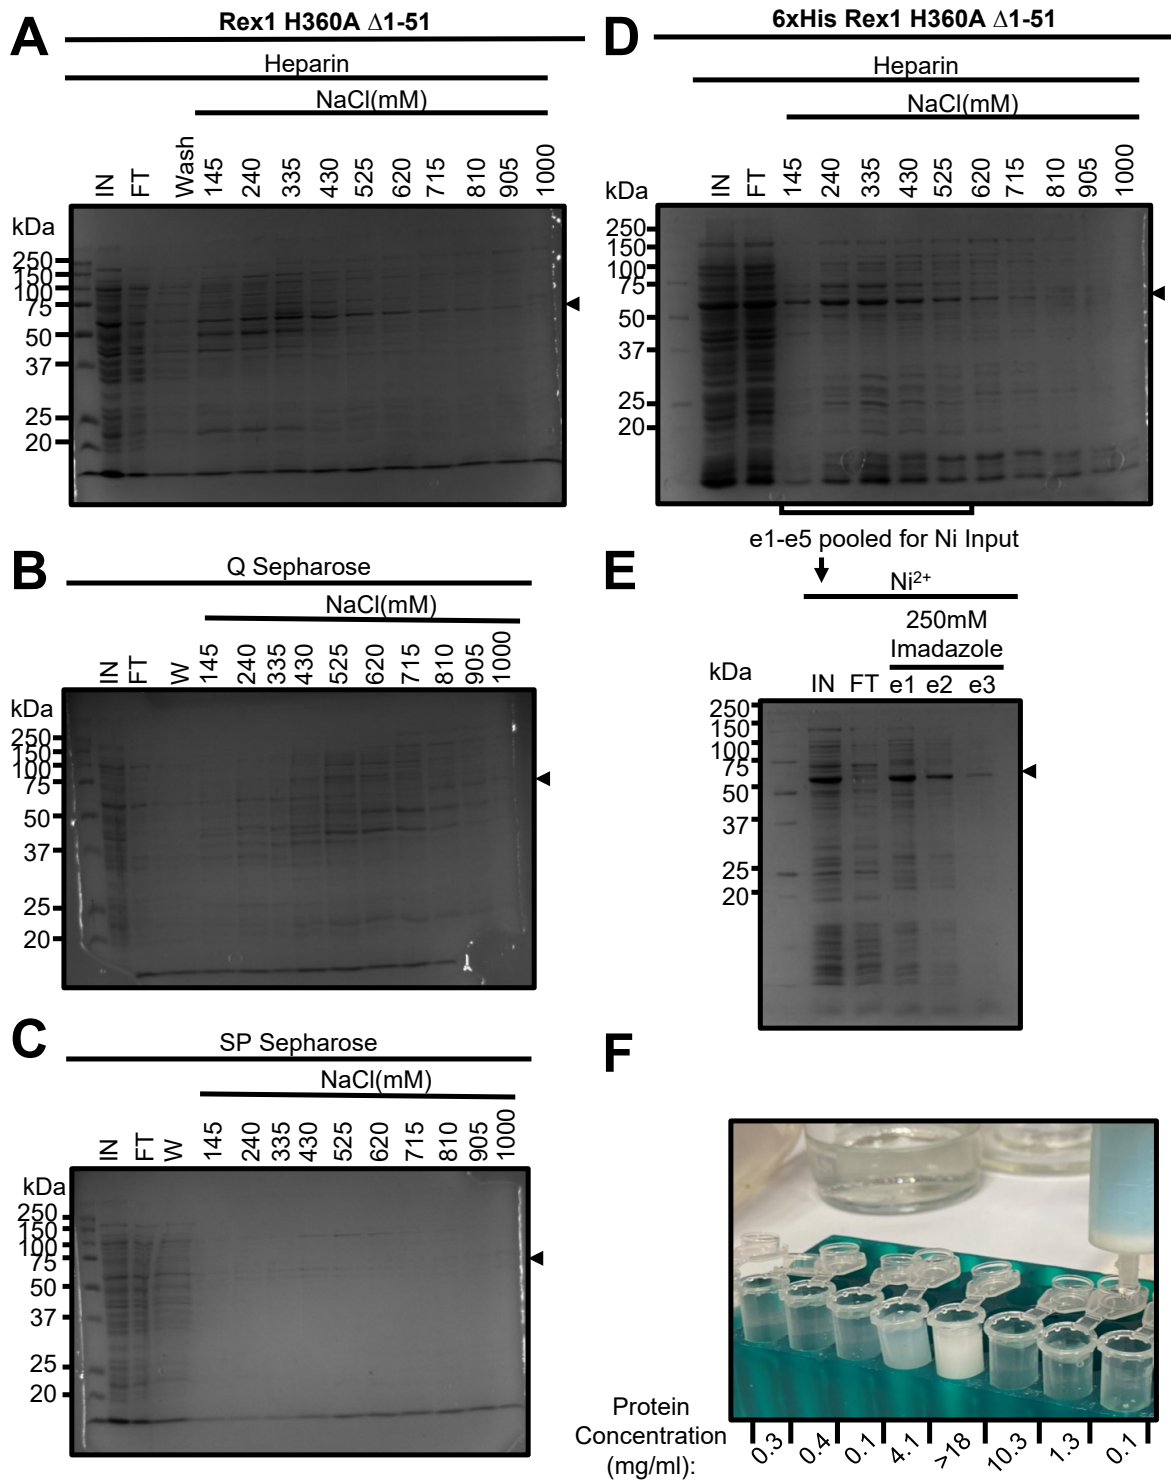 A
Rex1 H360A Δ1-51
Heparin
NaCl(mM)
IN FT Wash 145 240 335 430 525 620 715 810 905 1000
kDa
250
150
100
75
50
37
25
20
B
Q Sepharose
NaCl(mM)
IN FT W 145 240 335 430 525 620 715 810 905 1000
kDa
250
150
100
75
50
37
25
20
C
SP Sepharose
NaCl(mM)
IN FT W 145 240 335 430 525 620 715 810 905 1000
kDa
250
150
100
75
50
37
25
20
D
6xHis Rex1 H360A Δ1-51
Heparin
NaCl(mM)
IN FT 145 240 335 430 525 620 715 810 905 1000
kDa
250
150
100
75
50
37
25
20
e1-e5 pooled for Ni Input
E
Ni2+
250mM
Imadazole
kDa
IN FT e1 e2 e3
250
150
100
75
50
37
25
20
F
Protein
Concentration
(mg/ml):
0.3 0.4 0.1 4.1 >18 10.3 1.3 0.1